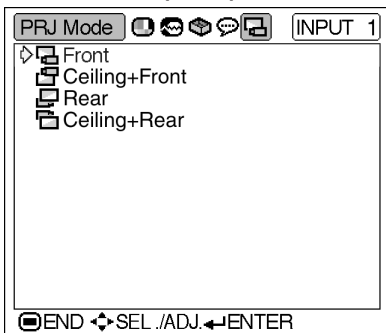 PRJ Mode INPUT 1
Front
Ceiling+Front
Rear
Ceiling+Rear
END SEL./ADJ. ENTER